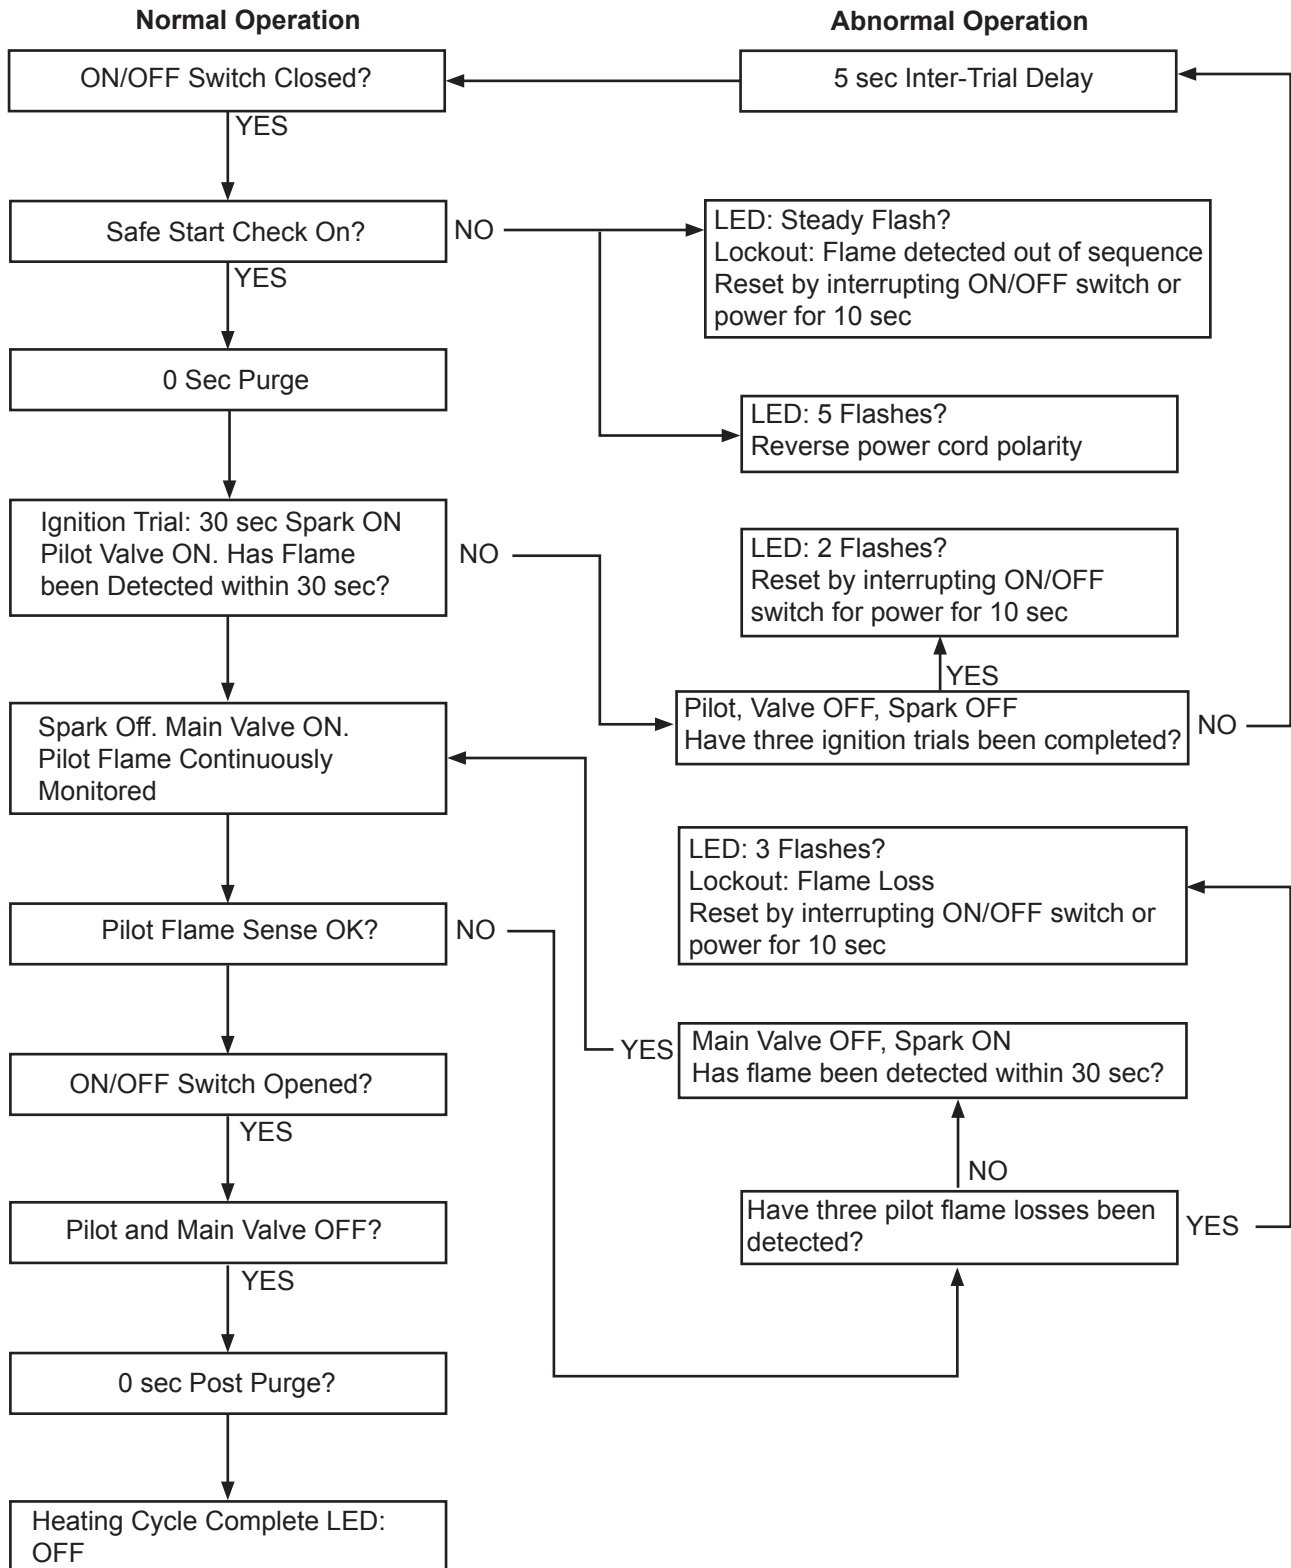 Normal Operation
Abnormal Operation
ON/OFF Switch Closed?
5 sec Inter-Trial Delay
YES
Safe Start Check On?
NO
LED: Steady Flash?
Lockout: Flame detected out of sequence
Reset by interrupting ON/OFF switch or
power for 10 sec
YES
0 Sec Purge
LED: 5 Flashes?
Reverse power cord polarity
Ignition Trial: 30 sec Spark ON
Pilot Valve ON. Has Flame
been Detected within 30 sec?
NO
LED: 2 Flashes?
Reset by interrupting ON/OFF
switch for power for 10 sec
YES
Pilot, Valve OFF, Spark OFF
Have three ignition trials been completed?
NO
Spark Off. Main Valve ON.
Pilot Flame Continuously
Monitored
LED: 3 Flashes?
Lockout: Flame Loss
Reset by interrupting ON/OFF switch or
power for 10 sec
Pilot Flame Sense OK?
NO
YES
Main Valve OFF, Spark ON
Has flame been detected within 30 sec?
ON/OFF Switch Opened?
YES
NO
Have three pilot flame losses been
detected?
YES
Pilot and Main Valve OFF?
YES
0 sec Post Purge?
Heating Cycle Complete LED:
OFF